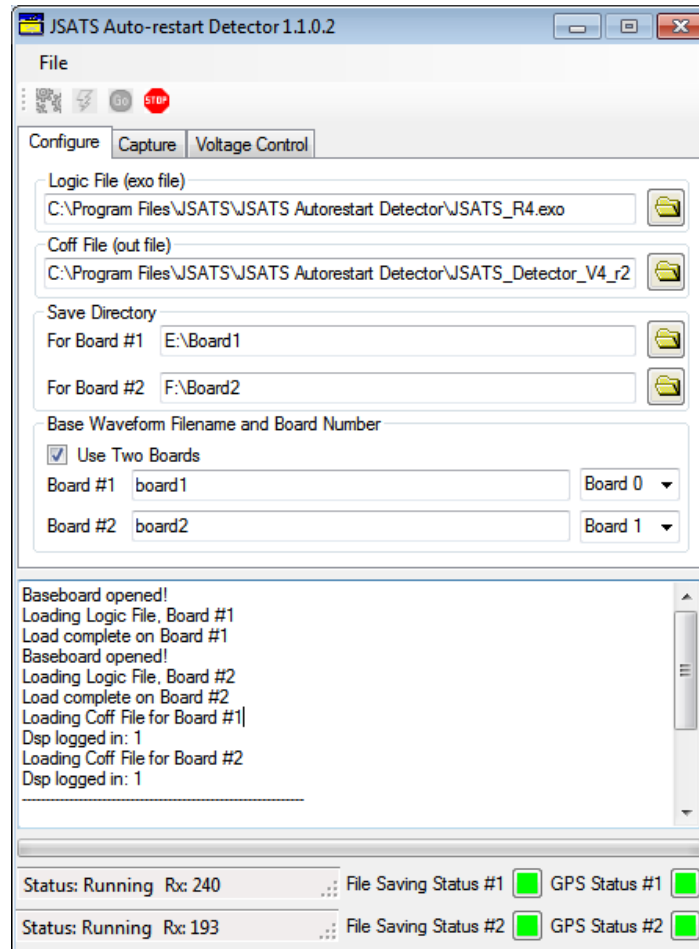 JSATS Auto-restart Detector 1.1.0.2
File
Go STOP
Configure Capture Voltage Control
Logic File (exo file)
C:\Program Files\JSATS\JSATS Autorestart Detector\JSATS_R4.exo
Coff File (out file)
C:\Program Files\JSATS\JSATS Autorestart Detector\JSATS_Detector_V4_r2
Save Directory
For Board #1 E:\Board1
For Board #2 F:\Board2
Base Waveform Filename and Board Number
Use Two Boards
Board #1 board1 Board 0
Board #2 board2 Board 1
Baseboard opened!
Loading Logic File, Board #1
Load complete on Board #1
Baseboard opened!
Loading Logic File, Board #2
Load complete on Board #2
Loading Coff File for Board #1
Dsp logged in: 1
Loading Coff File for Board #2
Dsp logged in: 1
------------------------------------------------------------
Status: Running Rx: 240 File Saving Status #1 GPS Status #1
Status: Running Rx: 193 File Saving Status #2 GPS Status #2